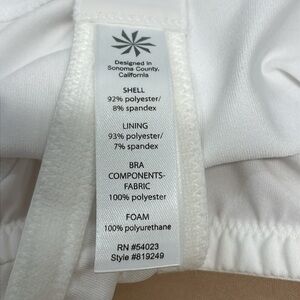 Designed in
Sonoma County,
California
SHELL
92% polyester/
8% spandex
LINING
93% polyester/
7% spandex
BRA
COMPONENTS-
FABRIC
100% polyester
FOAM
100% polyurethane
RN #54023
Style #819249